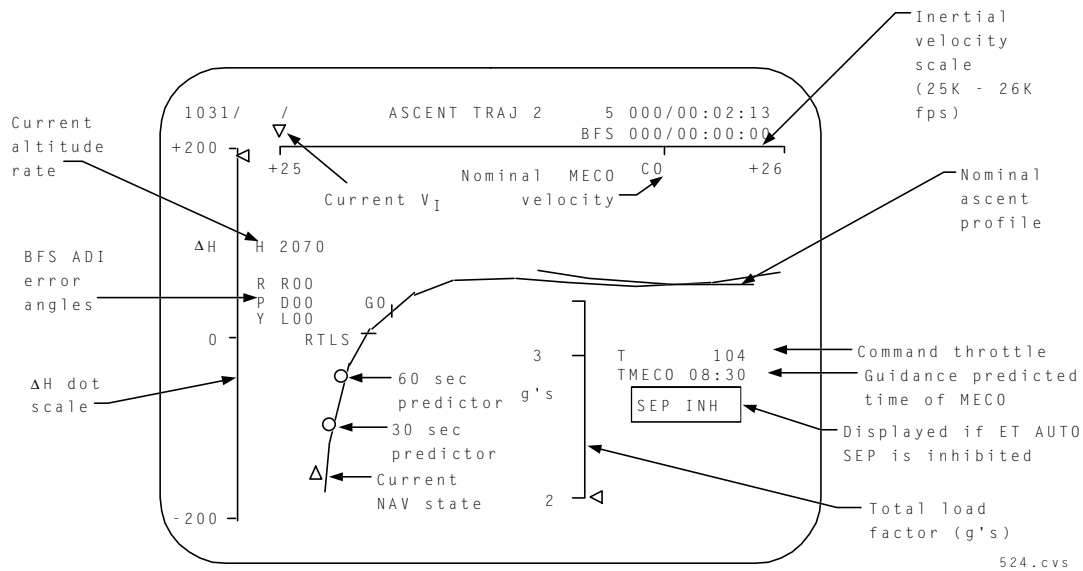 Inertial
velocity
scale
(25K - 26K
fps)
1031/ /
ASCENT TRAJ 2
5 000/00:02:13
BFS 000/00:00:00
Current
altitude
rate
+200
+25
CO
+26
Nominal MECO
velocity
Current VI
Nominal
ascent
profile
ΔH
H 2070
BFS ADI
error
angles
R R00
P D00
Y L00
GO
RTLS
0
3
g's
2
T 104
TMECO 08:30
SEP INH
Command throttle
Guidance predicted
time of MECO
Displayed if ET AUTO
SEP is inhibited
ΔH dot
scale
60 sec
predictor
30 sec
predictor
Current
NAV state
-200
Total load
factor (g's)
524.cvs